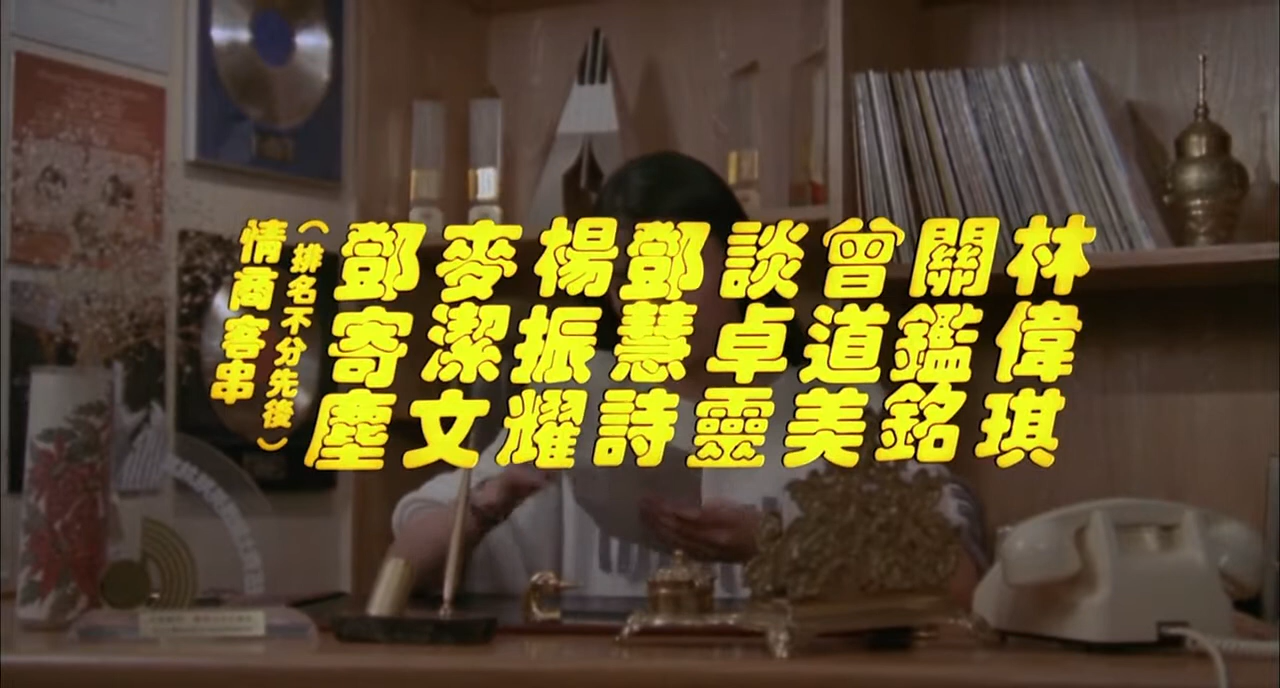 林偉琪
關鑑銘
曾道美
談卓靈
鄧慧詩
楊振耀
麥潔文
鄧寄塵
（排名不分先後）
情商客串